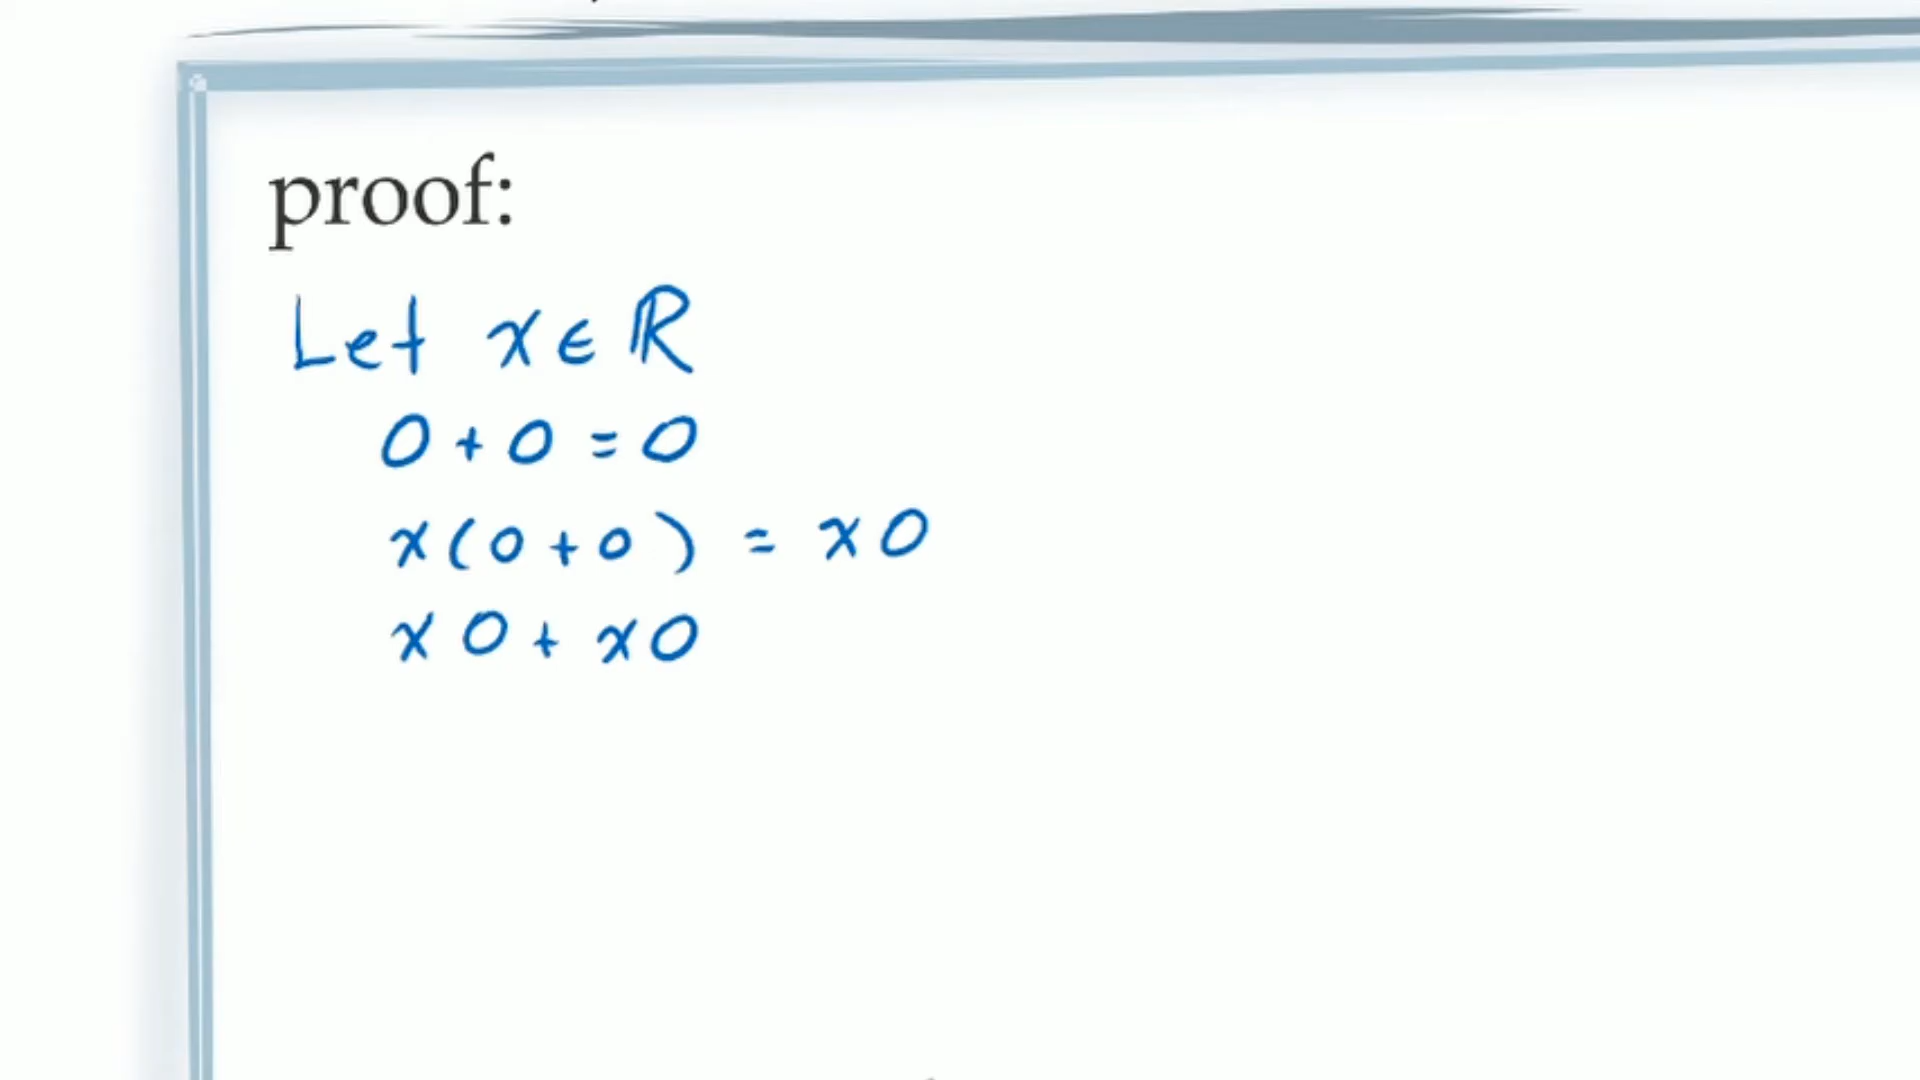 proof:
Let x ∈ ℝ
0 + 0 = 0
x(0 + 0) = x0
x0 + x0